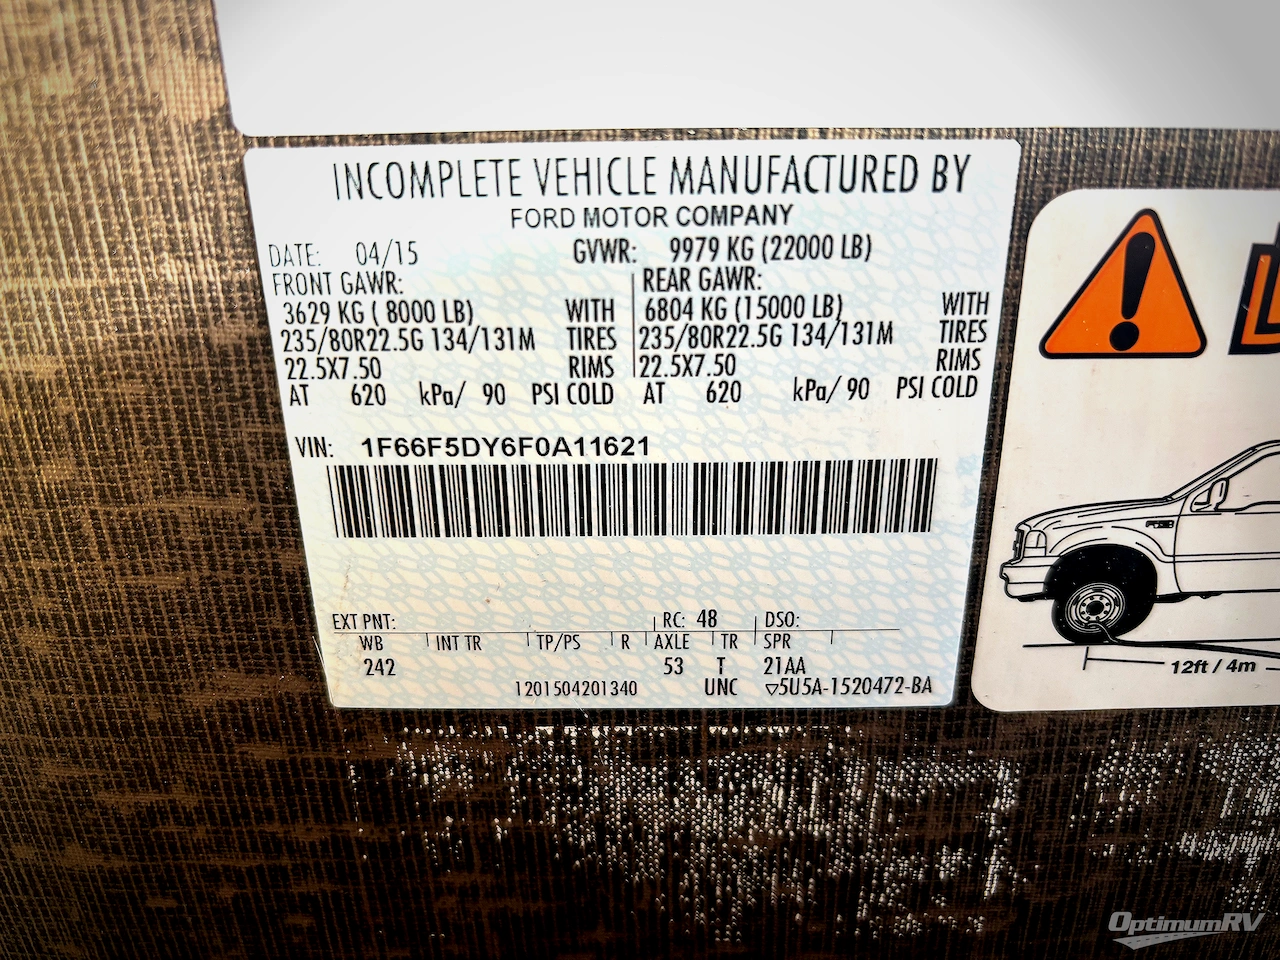 INCOMPLETE VEHICLE MANUFACTURED BY
FORD MOTOR COMPANY
DATE: 04/15 GVWR: 9979 KG (22000 LB)
FRONT GAWR: REAR GAWR:
3629 KG ( 8000 LB) WITH 6804 KG (15000 LB) WITH
235/80R22.5G 134/131M TIRES 235/80R22.5G 134/131M TIRES
22.5X7.50 RIMS 22.5X7.50 RIMS
AT 620 kPa/ 90 PSI COLD AT 620 kPa/ 90 PSI COLD
VIN: 1F66F5DY6F0A11621
EXT PNT: RC: 48 DSO:
WB INT TR TP/PS R AXLE TR SPR
242 53 T 21AA
1201504201340 UNC ▽5U5A-1520472-BA
12ft / 4m
OptimumRV